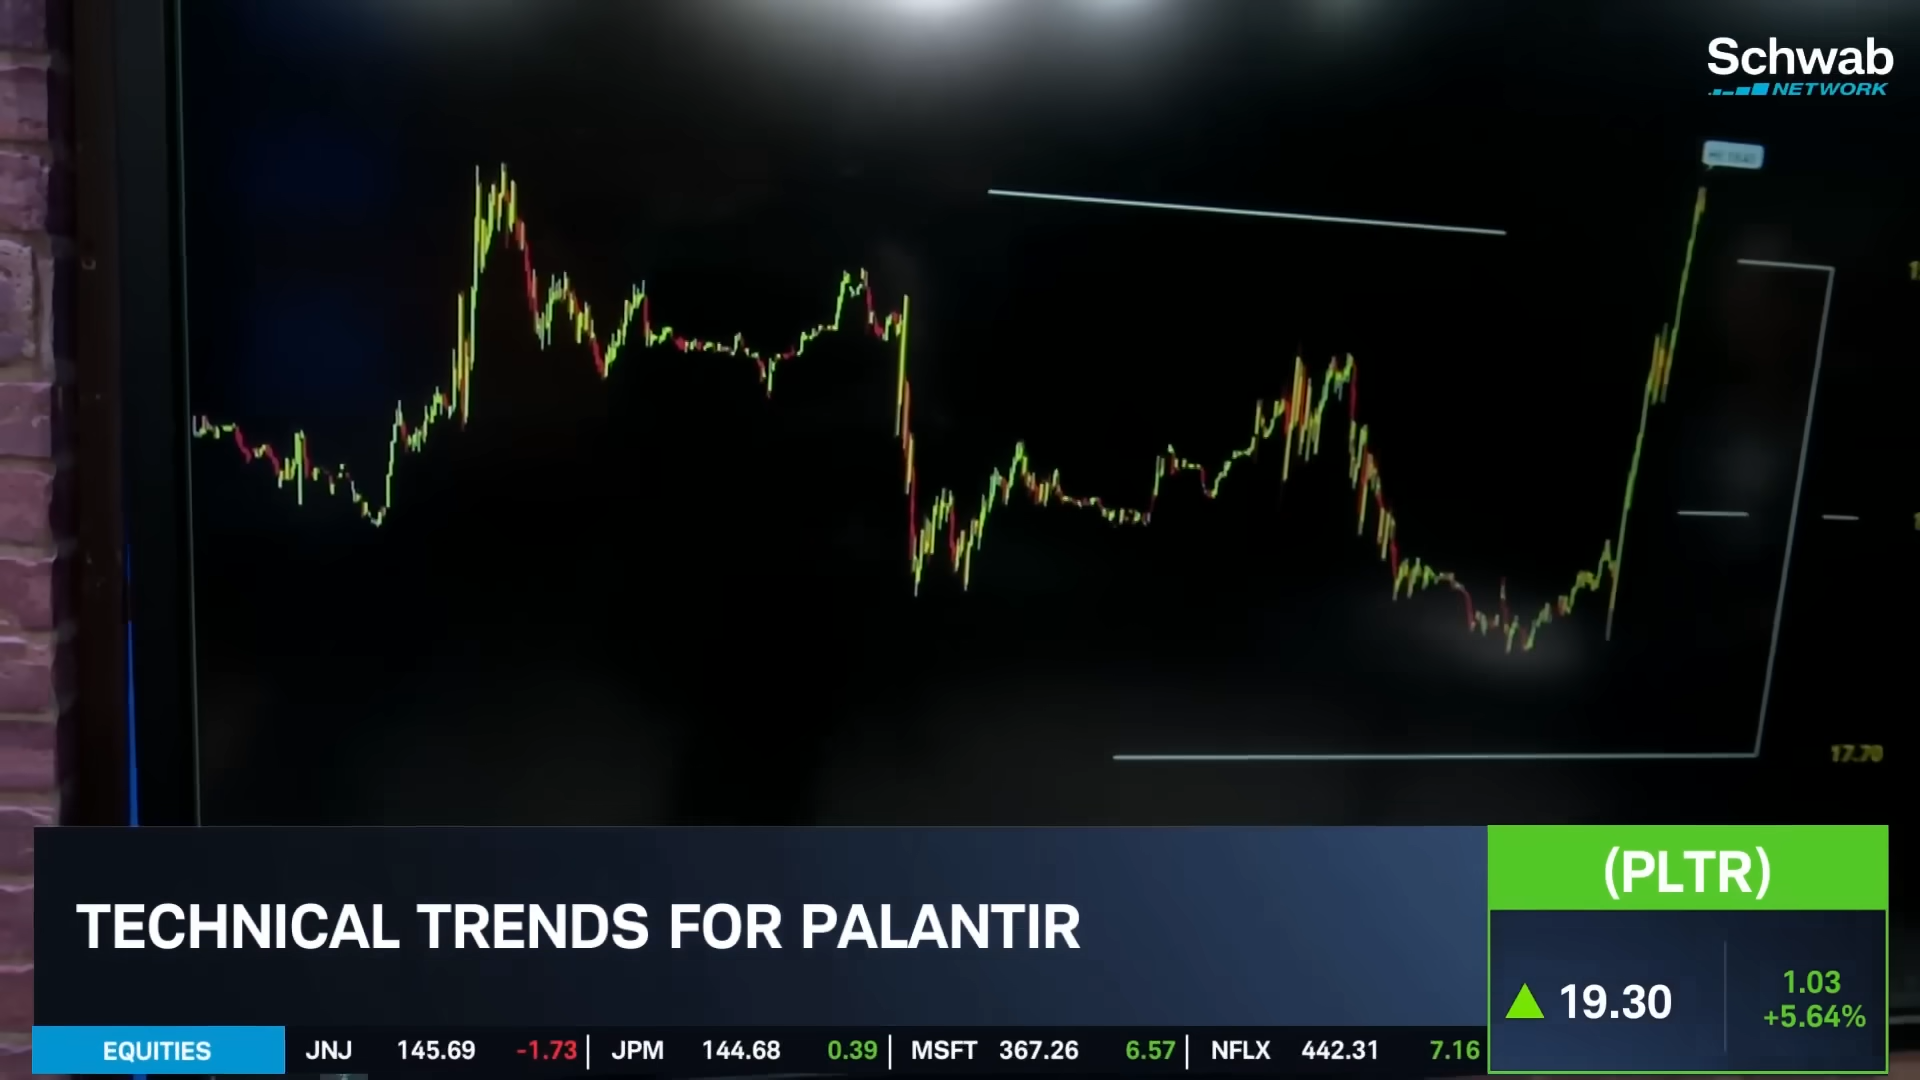 Schwab
NETWORK
17.70
(PLTR)
TECHNICAL TRENDS FOR PALANTIR
19.30
1.03
+5.64%
EQUITIES JNJ 145.69 -1.73 JPM 144.68 0.39 MSFT 367.26 6.57 NFLX 442.31 7.16